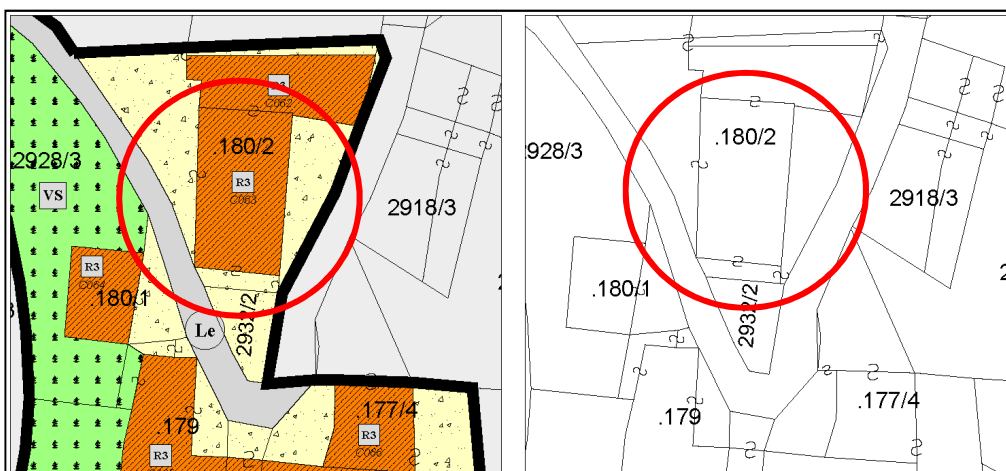 R3
C062
.180/2
R3
C063
2928/3
VS
2918/3
R3
C064
.180/1
2932/2
Le
.179
.177/4
R3
R3
C066
.180/2
928/3
2918/3
.180/1
2932/2
.179
.177/4